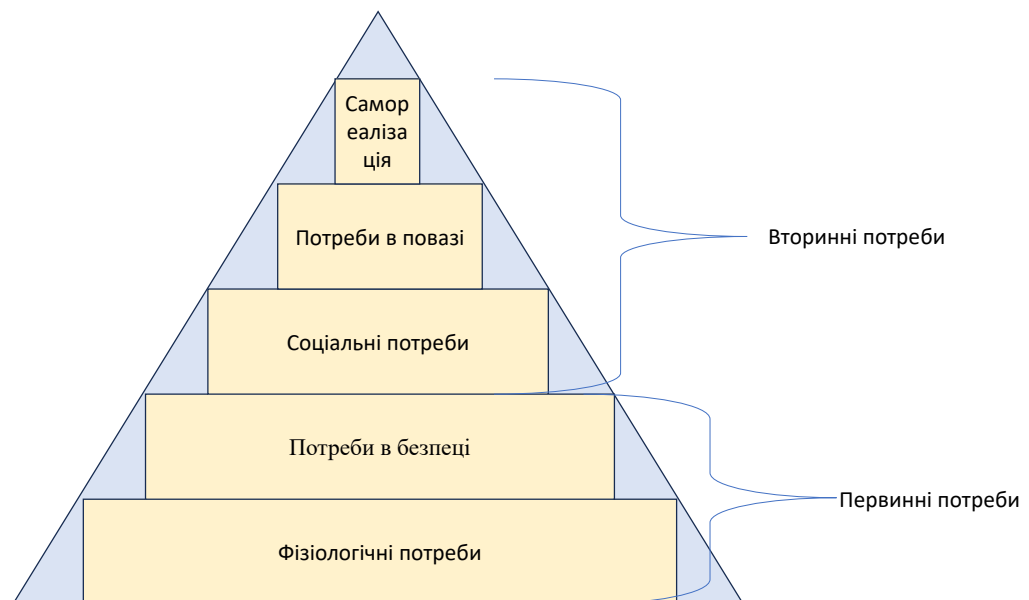 Самор
еаліза
ція
Потреби в повазі
Вторинні потреби
Соціальні потреби
Потреби в безпеці
Первинні потреби
Фізіологічні потреби